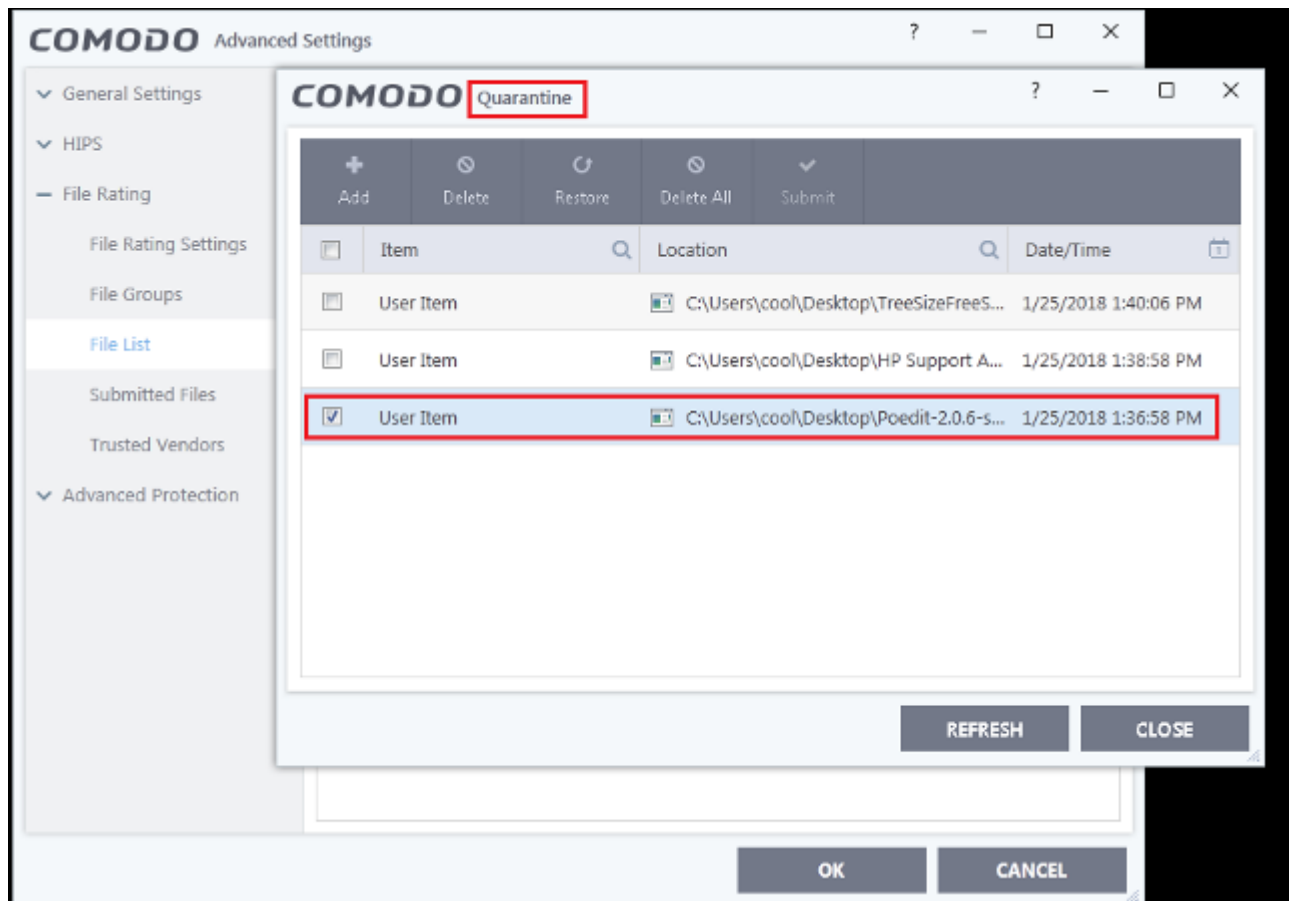 COMODO Advanced Settings
General Settings
HIPS
File Rating
File Rating Settings
File Groups
File List
Submitted Files
Trusted Vendors
Advanced Protection
COMODO Quarantine
Add Delete Restore Delete All Submit
Item Location Date/Time
User Item C:\Users\cool\Desktop\TreeSizeFreeS... 1/25/2018 1:40:06 PM
User Item C:\Users\cool\Desktop\HP Support A... 1/25/2018 1:38:58 PM
User Item C:\Users\cool\Desktop\Poedit-2.0.6-s... 1/25/2018 1:36:58 PM
REFRESH CLOSE
OK CANCEL